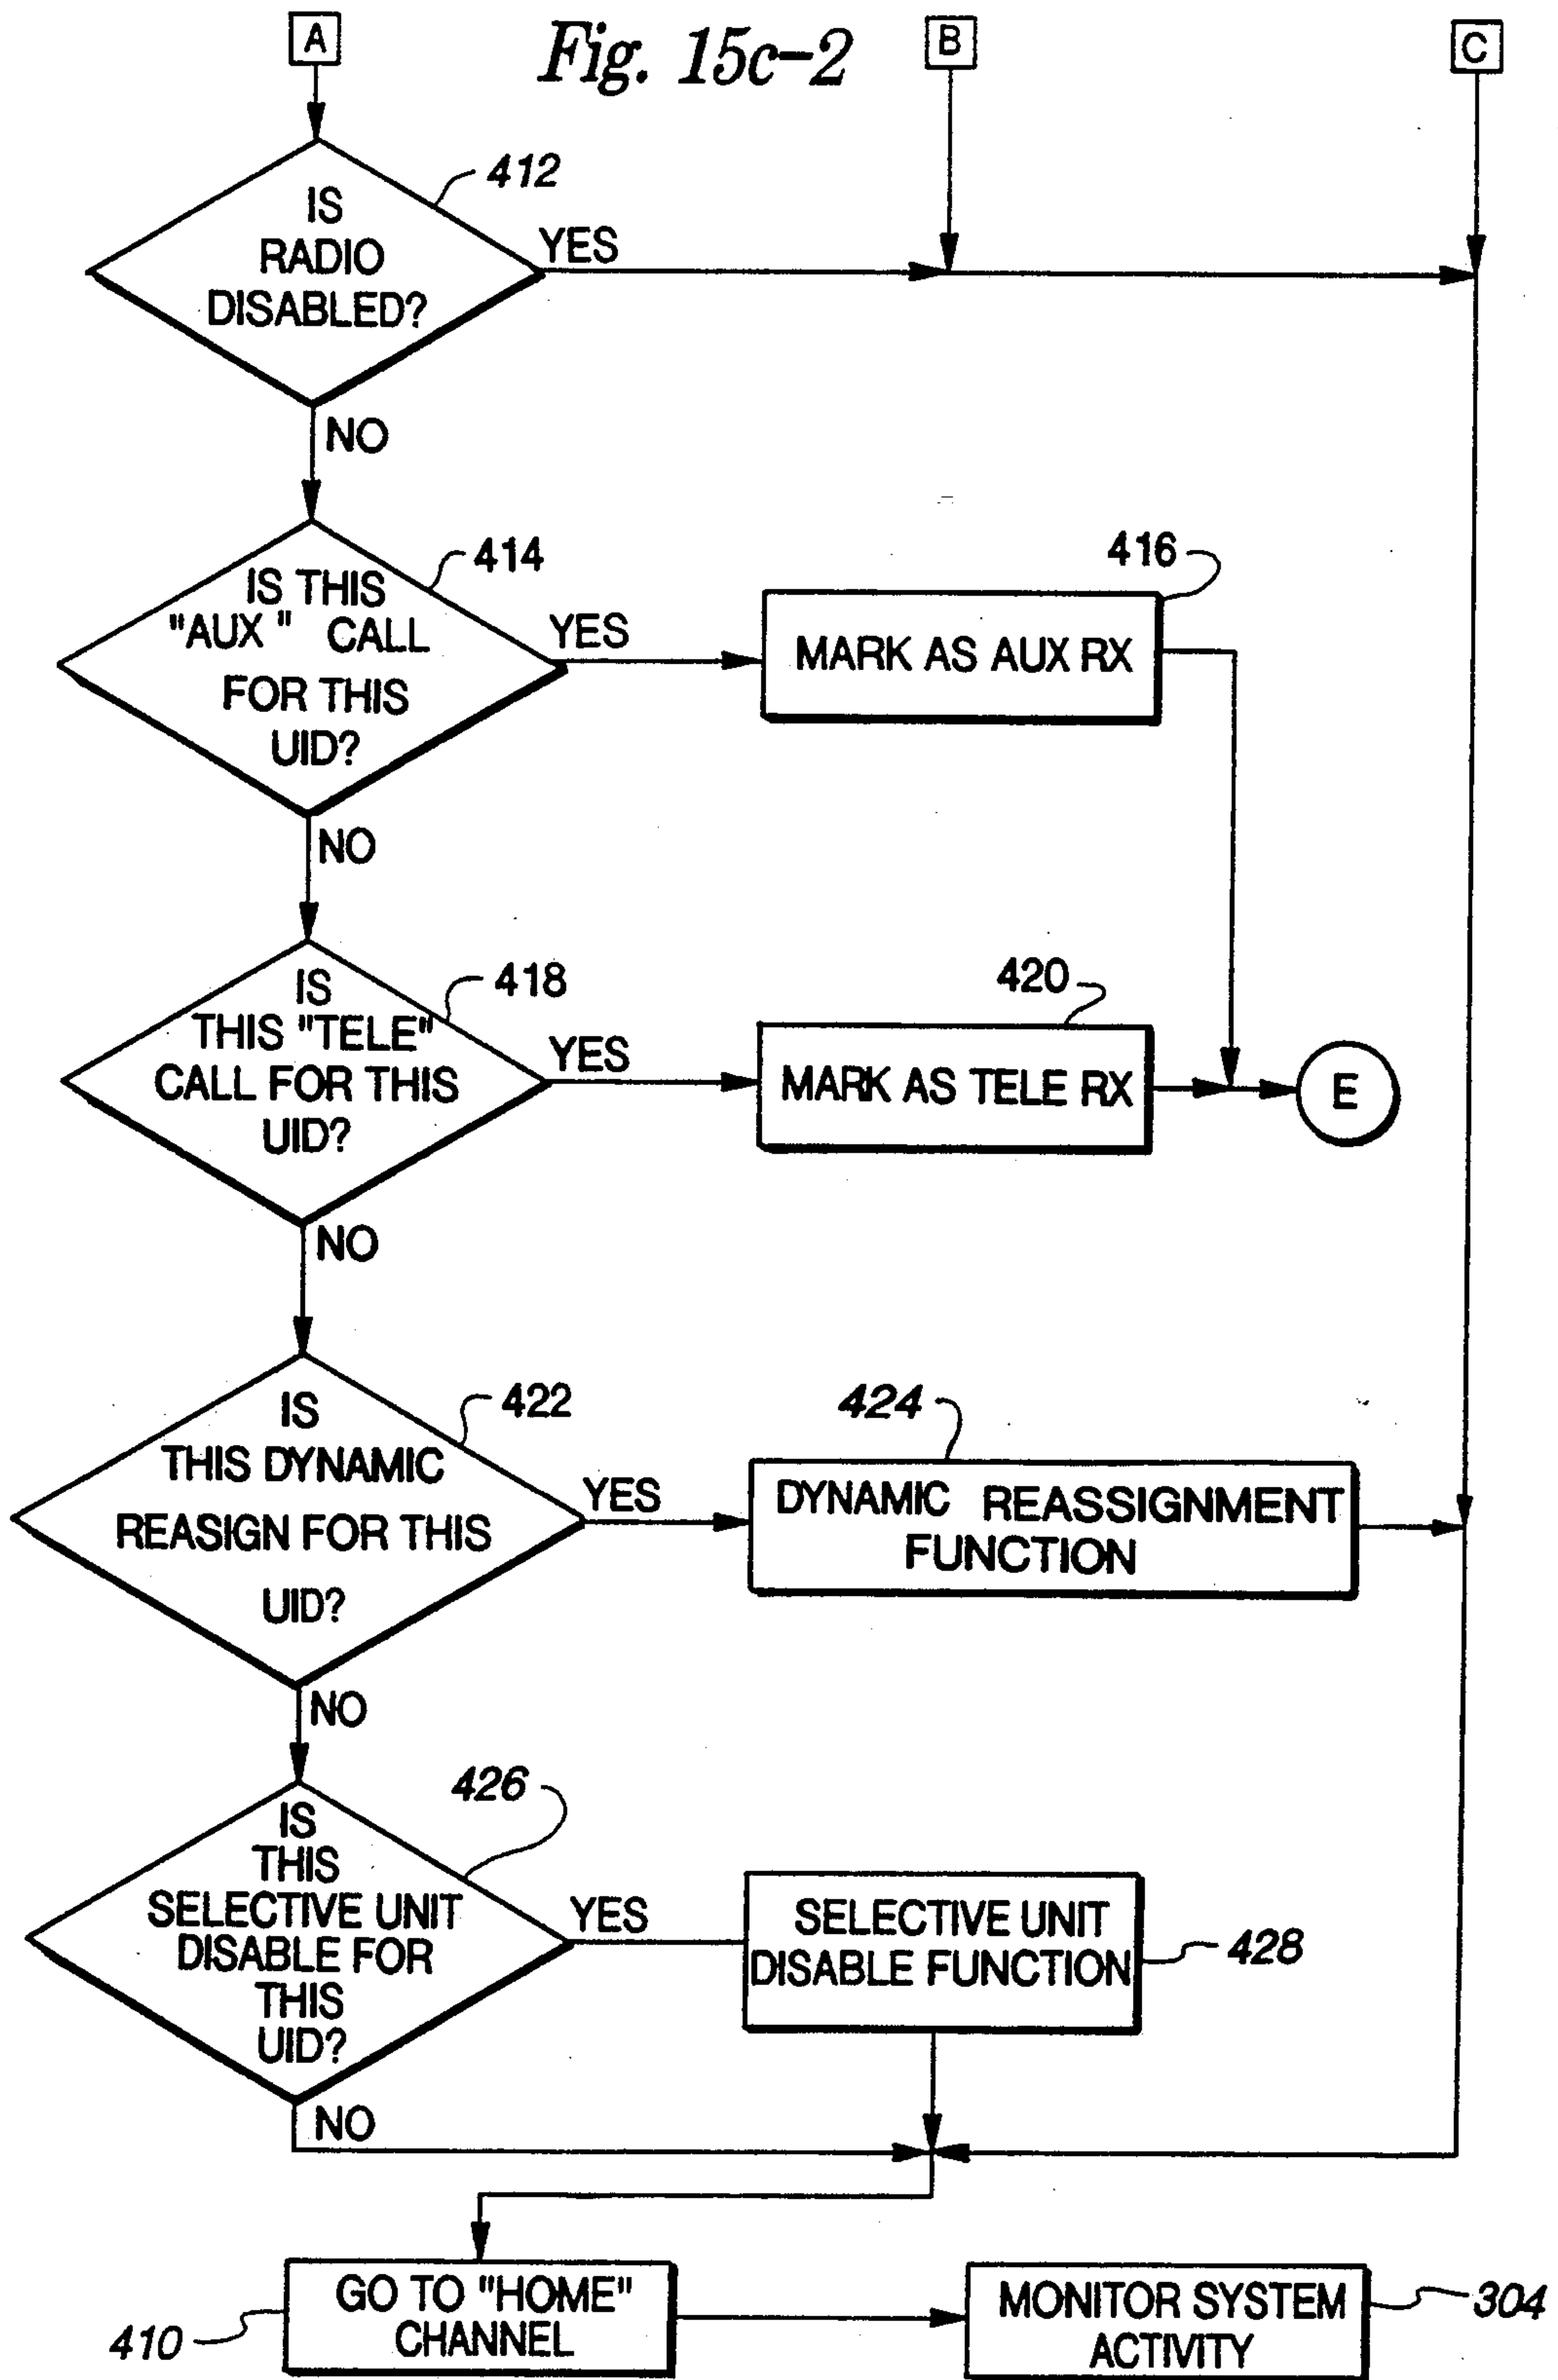 A
Fig. 15c-2
B
C
412
IS
RADIO
DISABLED?
YES
NO
414
IS THIS
"AUX" CALL
FOR THIS
UID?
YES
416
MARK AS AUX RX
NO
418
IS
THIS "TELE"
CALL FOR THIS
UID?
YES
420
MARK AS TELE RX
E
NO
422
IS
THIS DYNAMIC
REASIGN FOR THIS
UID?
YES
424
DYNAMIC REASSIGNMENT
FUNCTION
NO
426
IS
THIS
SELECTIVE UNIT
DISABLE FOR
THIS
UID?
YES
SELECTIVE UNIT
DISABLE FUNCTION
428
NO
410
GO TO "HOME"
CHANNEL
MONITOR SYSTEM
ACTIVITY
304